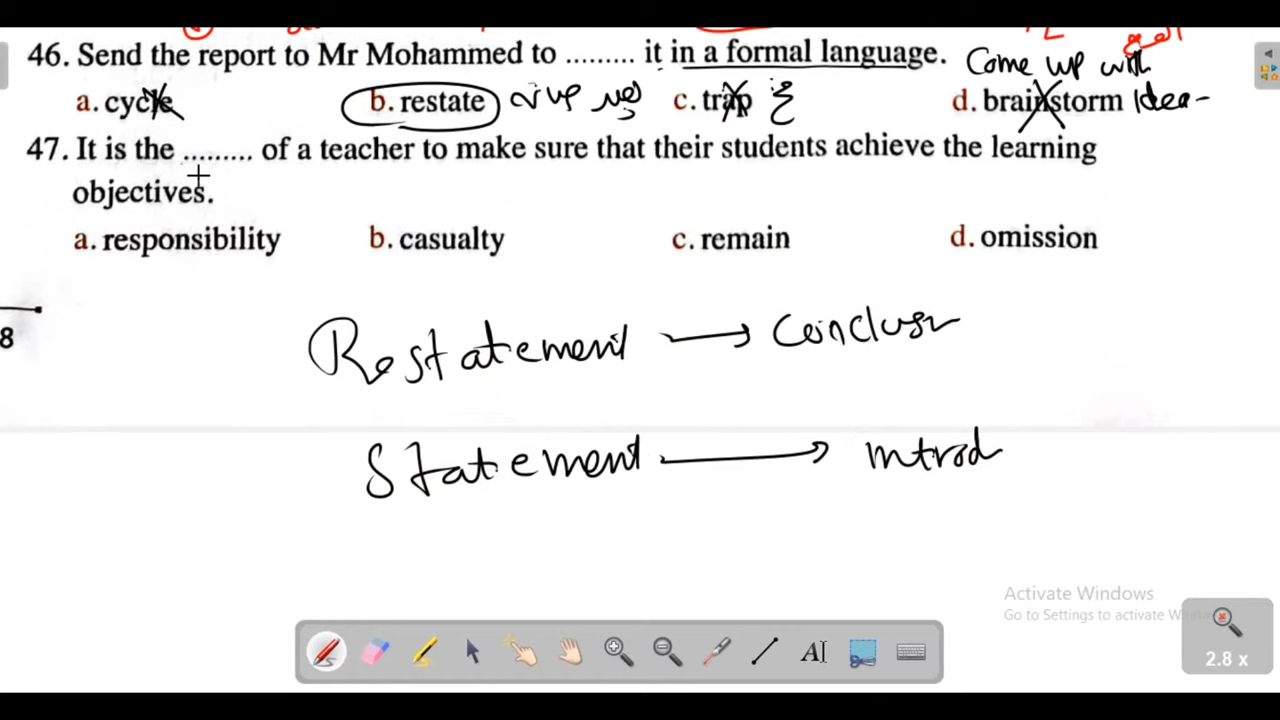 46. Send the report to Mr Mohammed to ......... it in a formal language. Come up with
a. cycle b. restate c. trap d. brainstorm Idea-
47. It is the ......... of a teacher to make sure that their students achieve the learning
objectives.
a. responsibility b. casualty c. remain d. omission
8
Restatement → Conclusn
Statement → introd
Activate Windows
Go to Settings to activate W
AI
2.8 x